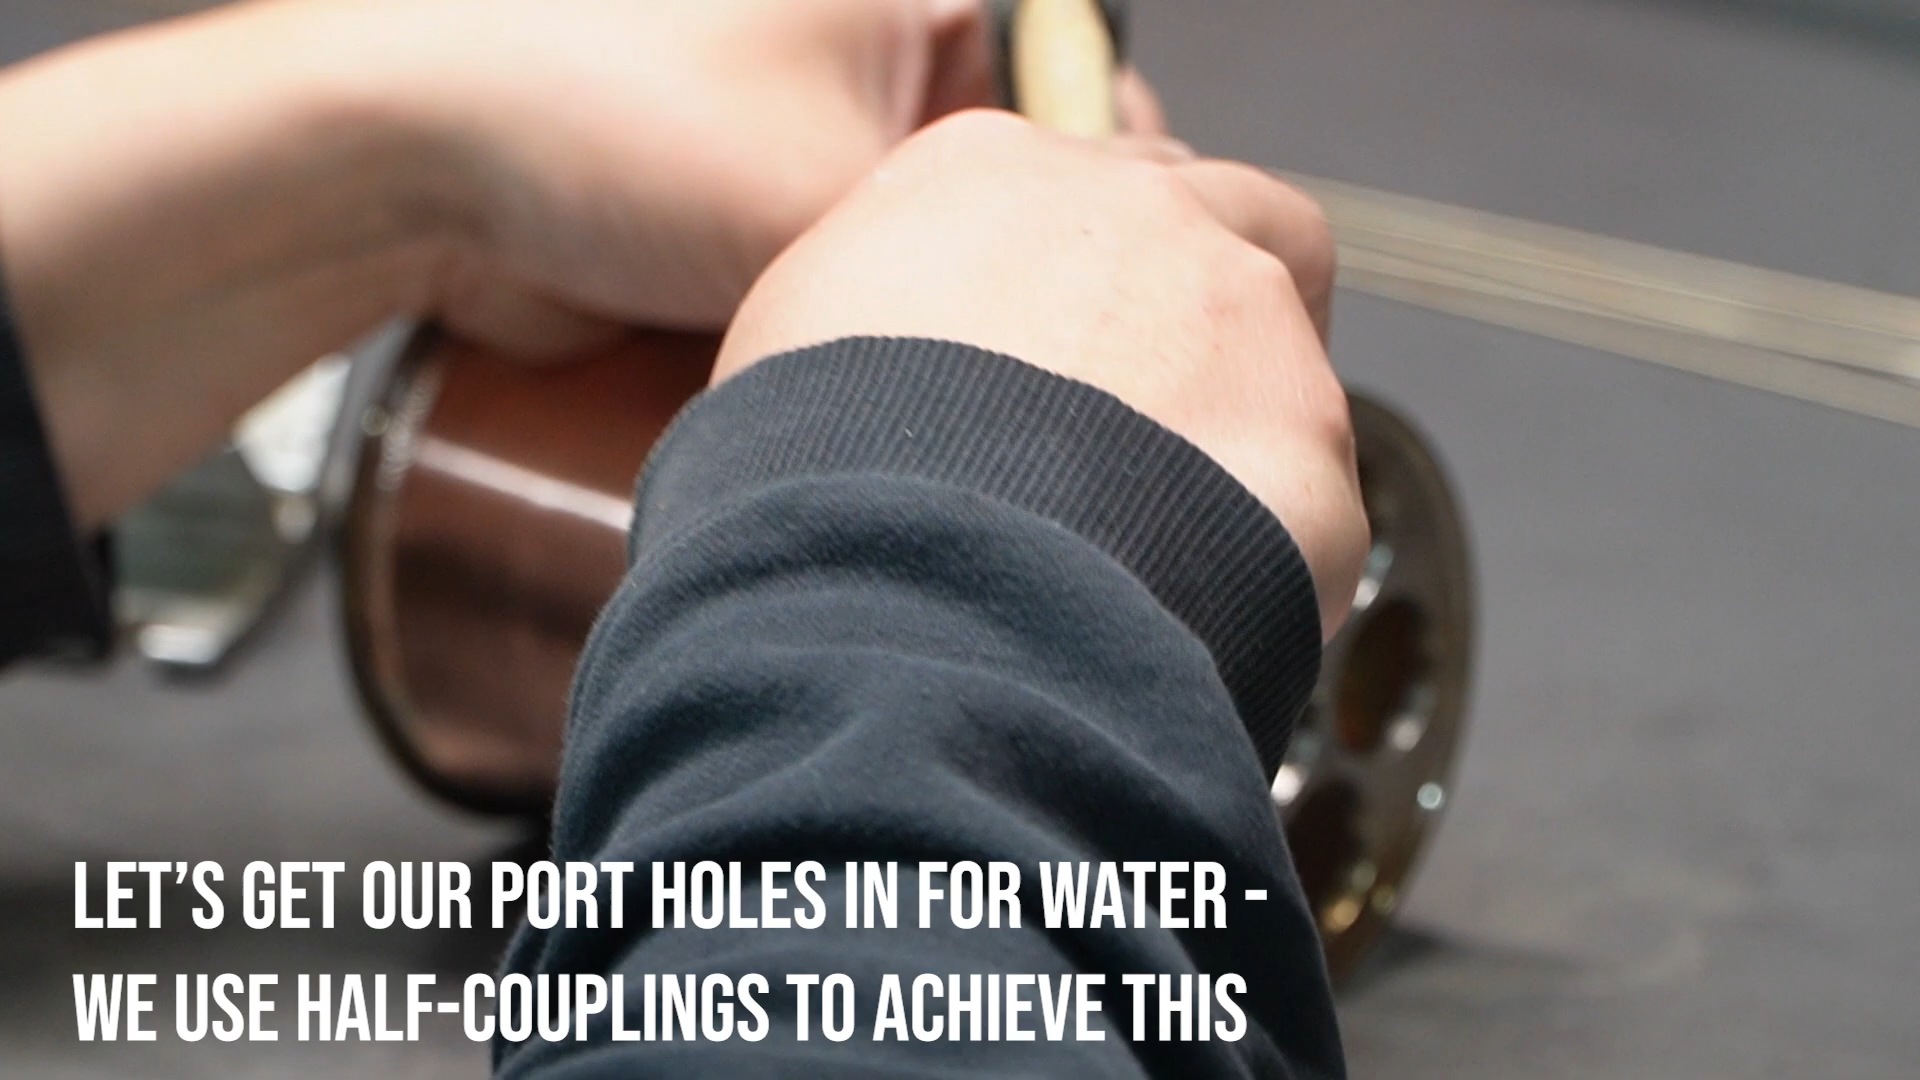 LET’S GET OUR PORT HOLES IN FOR WATER -
WE USE HALF-COUPLINGS TO ACHIEVE THIS